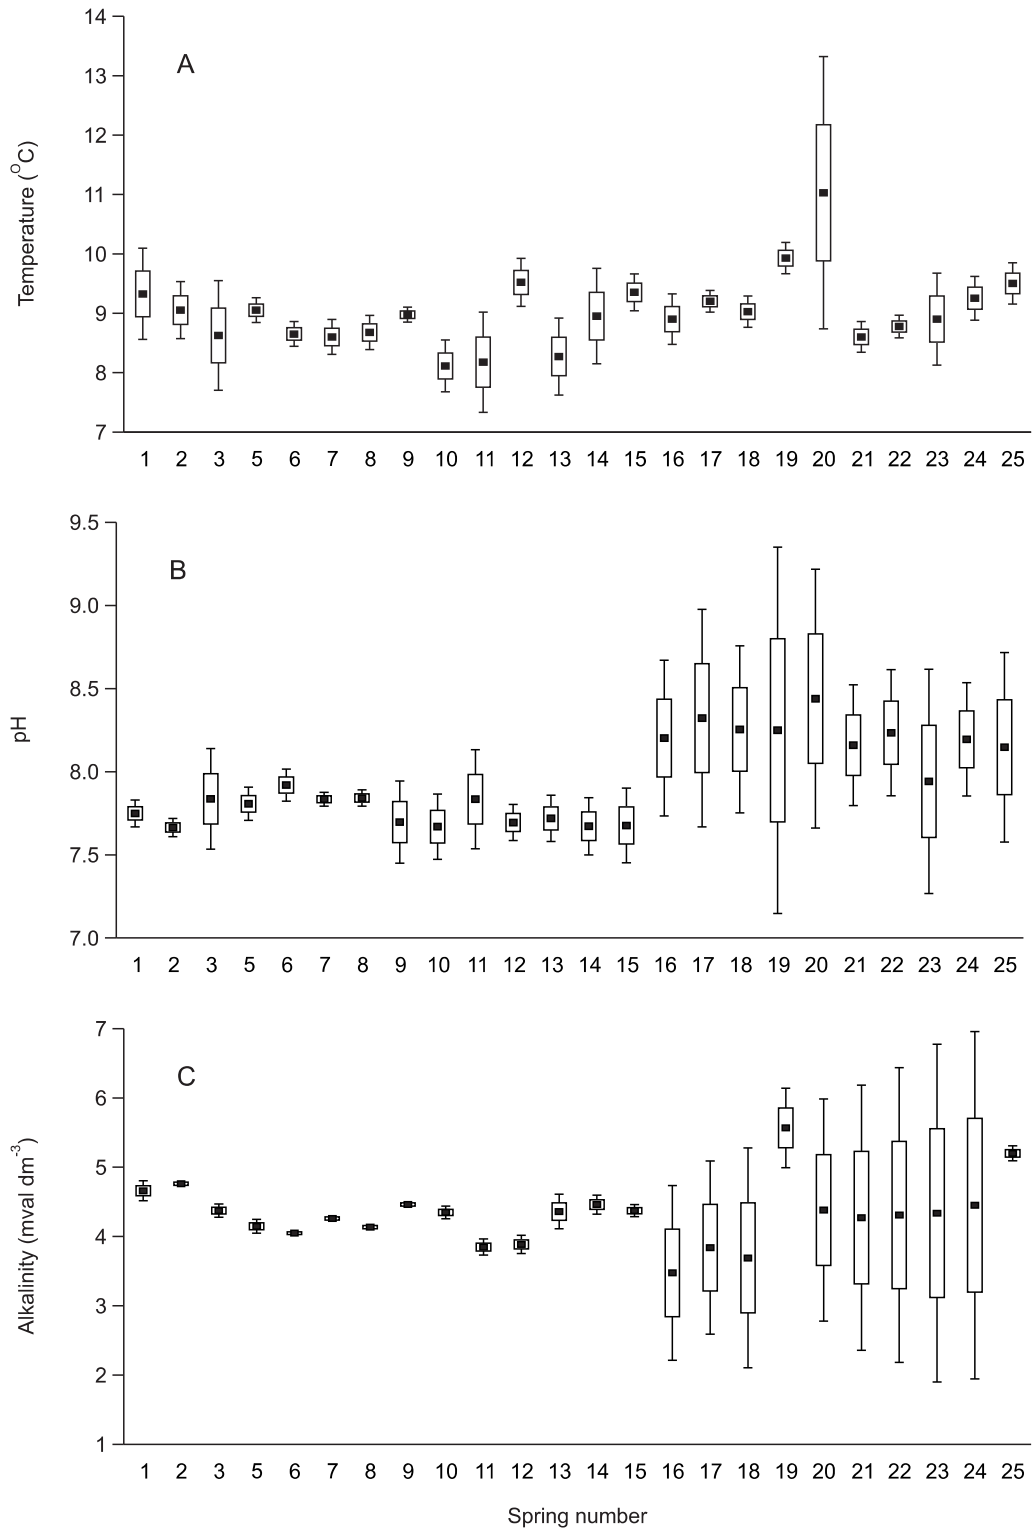 14
A
13
12
11
10
9
8
7
Temperature (°C)
1 2 3 5 6 7 8 9 10 11 12 13 14 15 16 17 18 19 20 21 22 23 24 25
9.5
B
9.0
8.5
8.0
7.5
7.0
pH
1 2 3 5 6 7 8 9 10 11 12 13 14 15 16 17 18 19 20 21 22 23 24 25
7
C
6
5
4
3
2
1
Alkalinity (mval dm⁻³)
1 2 3 5 6 7 8 9 10 11 12 13 14 15 16 17 18 19 20 21 22 23 24 25
Spring number